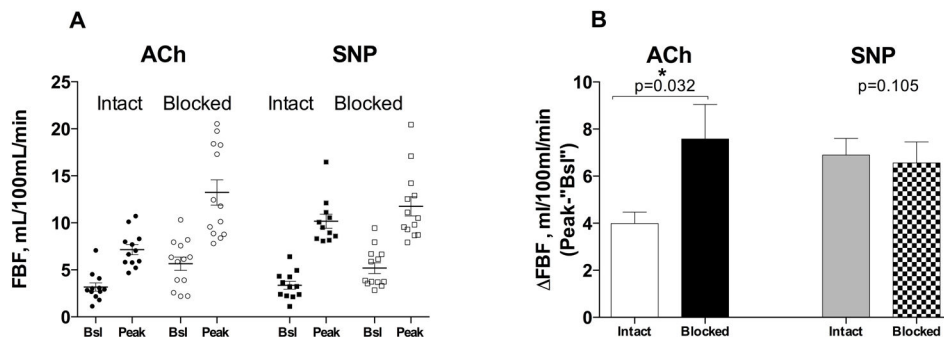 A
ACh
SNP
Intact
Blocked
Intact
Blocked
FBF, mL/100mL/min
25
20
15
10
5
0
Bsl
Peak
Bsl
Peak
Bsl
Peak
Bsl
Peak
B
ACh
SNP
*
p=0.032
p=0.105
ΔFBF , ml/100ml/min
(Peak-"Bsl")
10
8
6
4
2
0
Intact
Blocked
Intact
Blocked